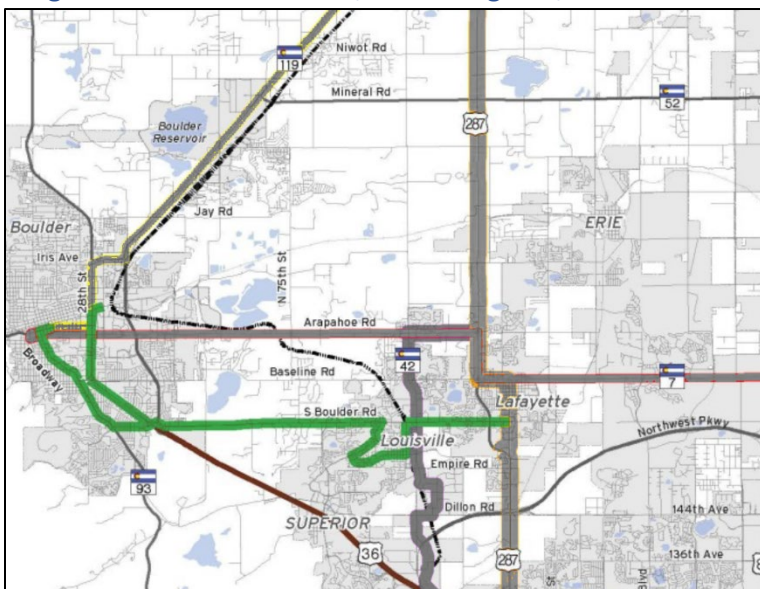 Niwot Rd
119
Mineral Rd
52
287
Boulder
Reservoir
Jay Rd
Boulder
ERIE
Iris Ave
28th St
N 75th St
Arapahoe Rd
42
Broadway
Baseline Rd
7
Lafayette
S Boulder Rd
Northwest Pkwy
Louisville
Empire Rd
93
Dillon Rd
144th Ave
SUPERIOR
36
287
136th Ave
St